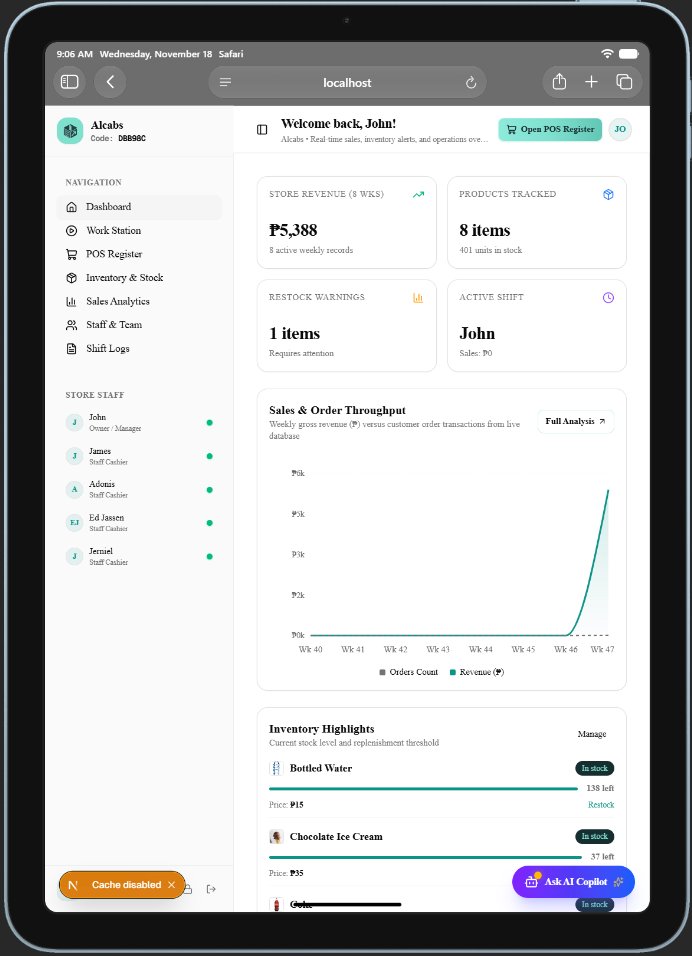 9:06 AM Wednesday, November 18 Safari
localhost
Alcabs
Code: DBB98C
Welcome back, John!
Alcabs • Real-time sales, inventory alerts, and operations ove...
Open POS Register
JO
NAVIGATION
Dashboard
Work Station
POS Register
Inventory & Stock
Sales Analytics
Staff & Team
Shift Logs
STORE STAFF
J
John
Owner / Manager
J
James
Staff Cashier
A
Adonis
Staff Cashier
EJ
Ed Jassen
Staff Cashier
J
Jerniel
Staff Cashier
N
Cache disabled
STORE REVENUE (8 WKS)
₱5,388
8 active weekly records
PRODUCTS TRACKED
8 items
401 units in stock
RESTOCK WARNINGS
1 items
Requires attention
ACTIVE SHIFT
John
Sales: ₱0
Sales & Order Throughput
Weekly gross revenue (₱) versus customer order transactions from live
database
Full Analysis
₱6k
₱5k
₱3k
₱2k
₱0k
Wk 40 Wk 41 Wk 42 Wk 43 Wk 44 Wk 45 Wk 46 Wk 47
Orders Count Revenue (₱)
Inventory Highlights
Current stock level and replenishment threshold
Manage
Bottled Water
In stock
138 left
Price: ₱15
Restock
Chocolate Ice Cream
In stock
37 left
Price: ₱35
Ask AI Copilot
Coke
In stock